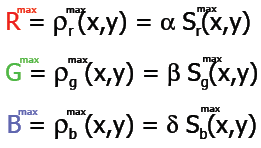 R^max = ρ_r^max(x,y) = α S_r^max(x,y)
G^max = ρ_g^max(x,y) = β S_g^max(x,y)
B^max = ρ_b^max(x,y) = δ S_b^max(x,y)